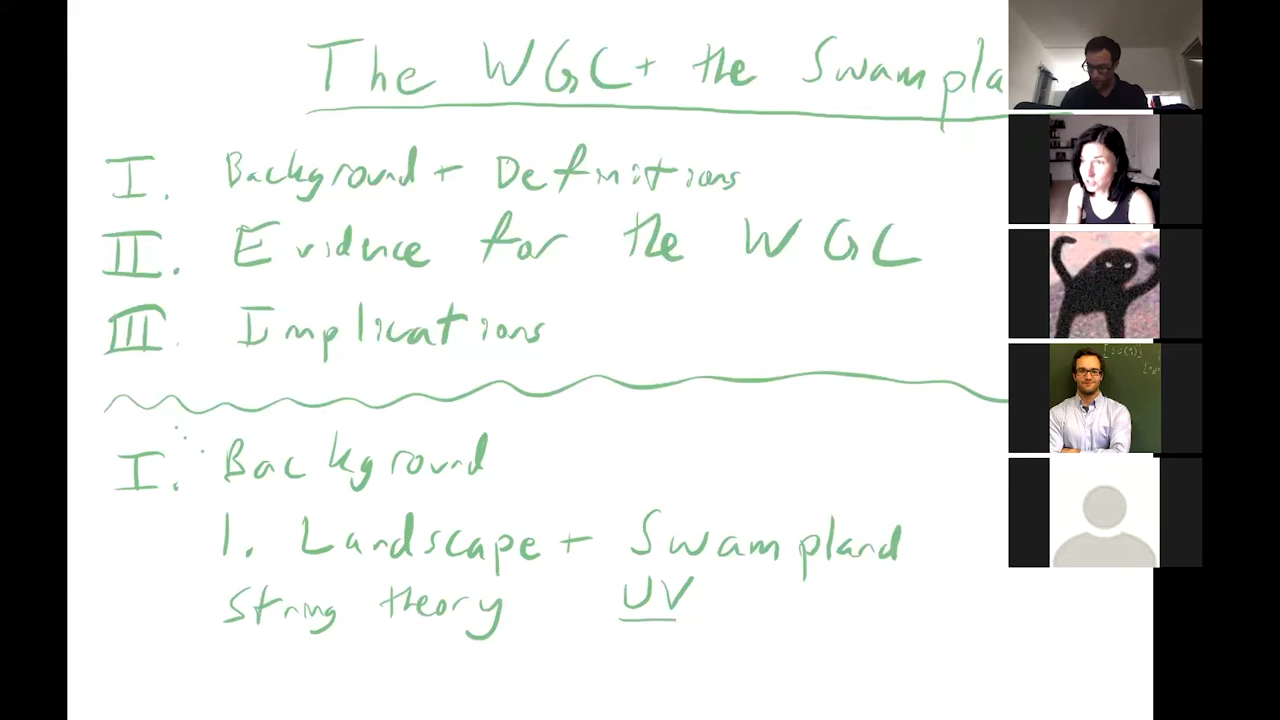 The WGC + the Swampla
I. Background + Definitions
II. Evidence for the WGC
III. Implications
I. Background
1. Landscape + Swampland
String theory UV